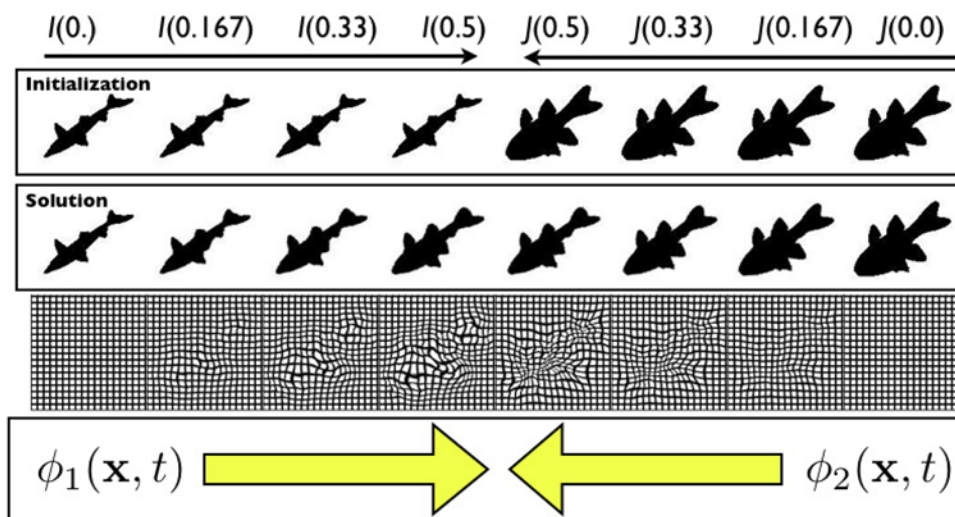 I(0.) I(0.167) I(0.33) I(0.5) J(0.5) J(0.33) J(0.167) J(0.0)
Initialization
Solution
ϕ₁(x, t) ϕ₂(x, t)